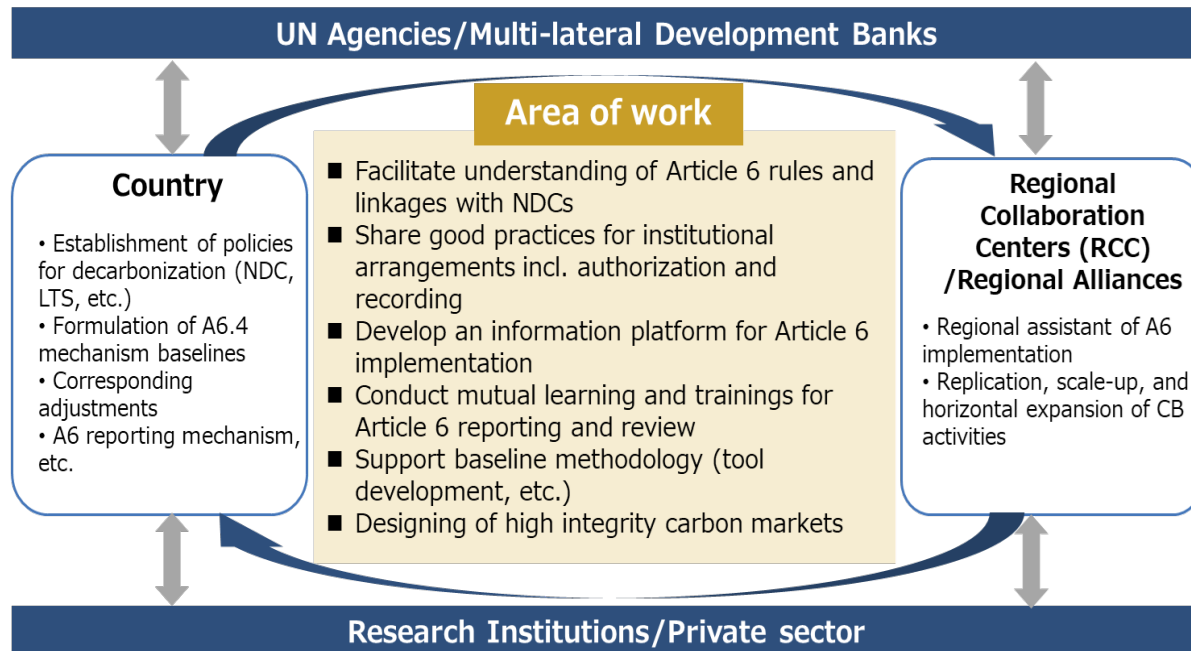 UN Agencies/Multi-lateral Development Banks
Area of work
Country
• Establishment of policies
for decarbonization (NDC,
LTS, etc.)
• Formulation of A6.4
mechanism baselines
• Corresponding
adjustments
• A6 reporting mechanism,
etc.
■ Facilitate understanding of Article 6 rules and
linkages with NDCs
■ Share good practices for institutional
arrangements incl. authorization and
recording
■ Develop an information platform for Article 6
implementation
■ Conduct mutual learning and trainings for
Article 6 reporting and review
■ Support baseline methodology (tool
development, etc.)
■ Designing of high integrity carbon markets
Regional
Collaboration
Centers (RCC)
/Regional Alliances
• Regional assistant of A6
implementation
• Replication, scale-up, and
horizontal expansion of CB
activities
Research Institutions/Private sector